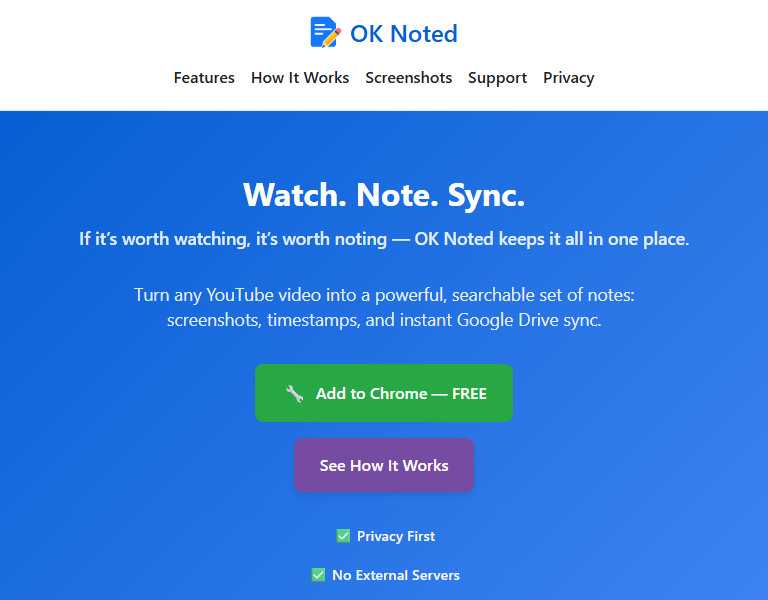 OK Noted
Features How It Works Screenshots Support Privacy
Watch. Note. Sync.
If it’s worth watching, it’s worth noting — OK Noted keeps it all in one place.
Turn any YouTube video into a powerful, searchable set of notes:
screenshots, timestamps, and instant Google Drive sync.
Add to Chrome — FREE
See How It Works
Privacy First
No External Servers